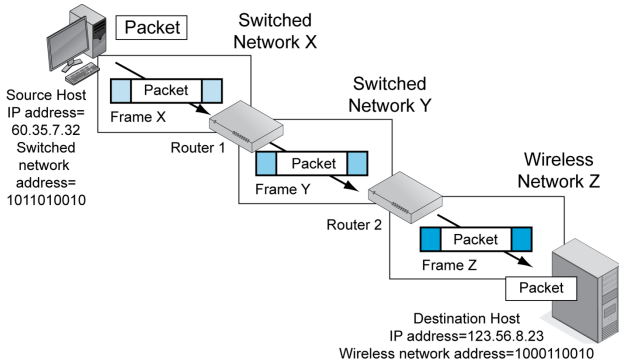 Packet
Switched
Network X
Packet
Frame X
Source Host
IP address=
60.35.7.32
Switched
network
address=
1011010010
Router 1
Switched
Network Y
Packet
Frame Y
Router 2
Wireless
Network Z
Packet
Frame Z
Packet
Destination Host
IP address=123.56.8.23
Wireless network address=1000110010